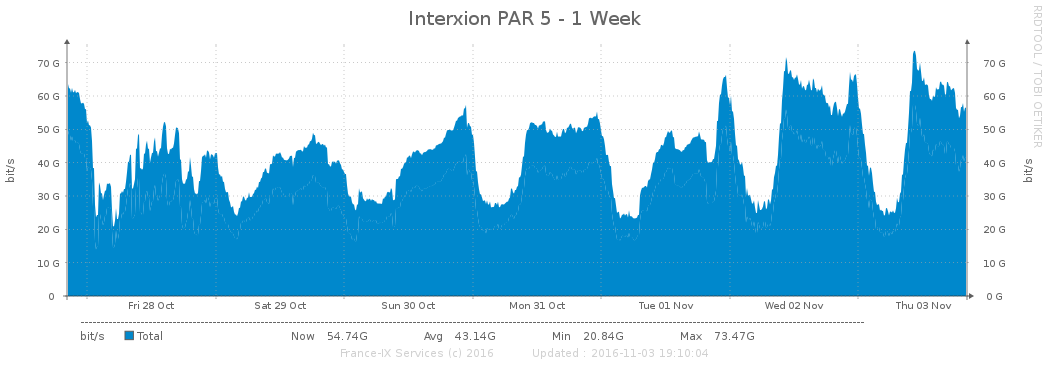 Interxion PAR 5 - 1 Week
RRDTOOL / TOBI OETIKER
bit/s
70 G
60 G
50 G
40 G
30 G
20 G
10 G
0
70 G
60 G
50 G
40 G
30 G
20 G
10 G
0 G
bit/s
Fri 28 Oct Sat 29 Oct Sun 30 Oct Mon 31 Oct Tue 01 Nov Wed 02 Nov Thu 03 Nov
bit/s Total Now 54.74G Avg 43.14G Min 20.84G Max 73.47G
France-IX Services (c) 2016 Updated : 2016-11-03 19:10:04